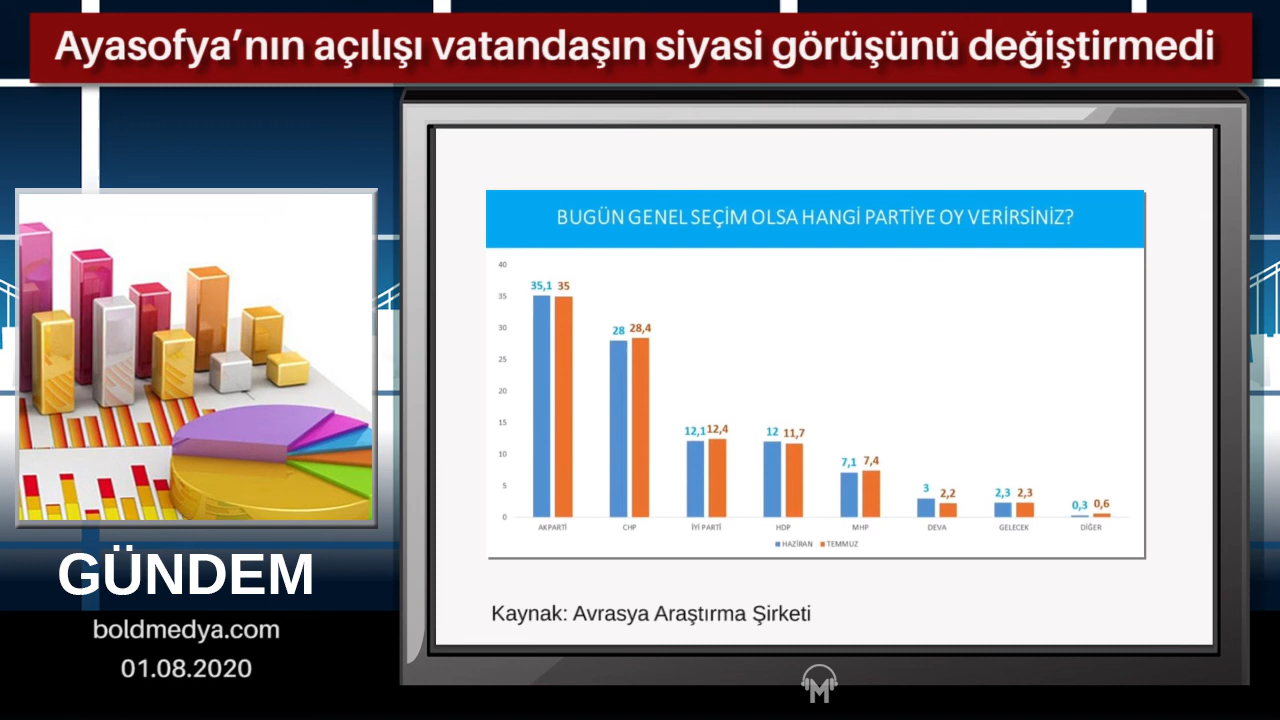 Ayasofya’nın açılışı vatandaşın siyasi görüşünü değiştirmedi
BUGÜN GENEL SEÇİM OLSA HANGİ PARTİYE OY VERİRSİNİZ?
40
35
30
25
20
15
10
5
0
35,1 35
28 28,4
12,1 12,4
12 11,7
7,1 7,4
3 2,2
2,3 2,3
0,3 0,6
AKPARTİ CHP İYİ PARTİ HDP MHP DEVA GELECEK DİĞER
HAZİRAN TEMMUZ
Kaynak: Avrasya Araştırma Şirketi
GÜNDEM
boldmedya.com
01.08.2020
M